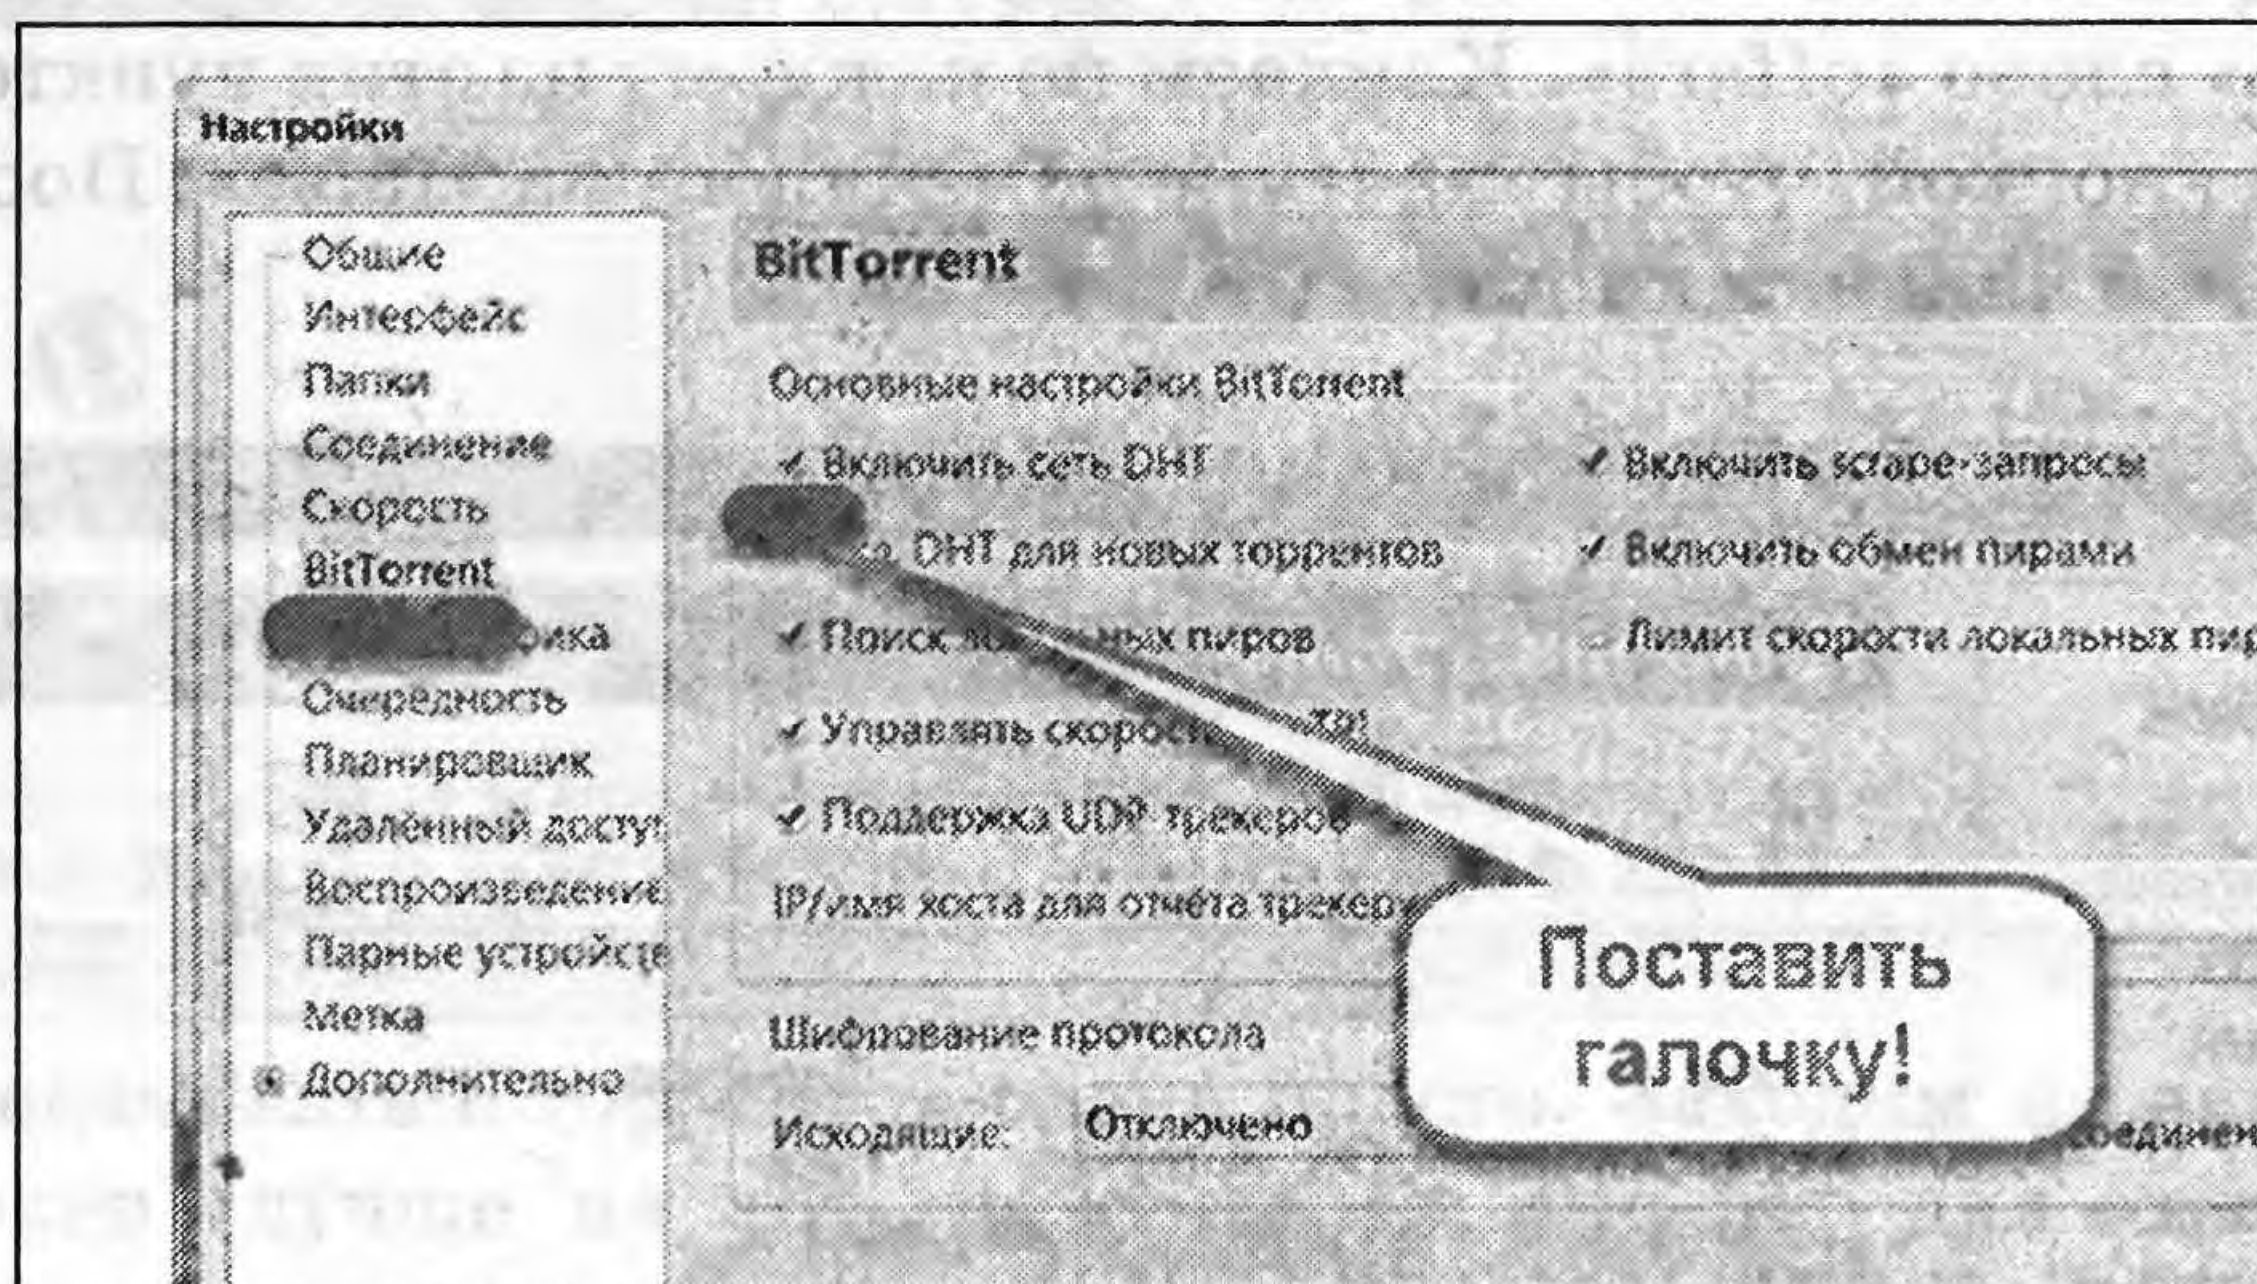 Настройки
Общие
Интерфейс
Папки
Соединение
Скорость
BitTorrent
Очередность
Планировщик
Удалённый
Воспроизведение
Парные
Метка
Дополнительно
BitTorrent
Основные настройки BitTorrent
Включить сеть DHT
DHT для новых торрентов
Поиск пиров
Управлять
Поддержка UDP-трекеров
IP/имя хоста для отчёта
Шифрование протокола
Исходящие: Отключено
Включить scrape-запросы
Включить обмен пирами
Лимит скорости локальных
Поставить
галочку!